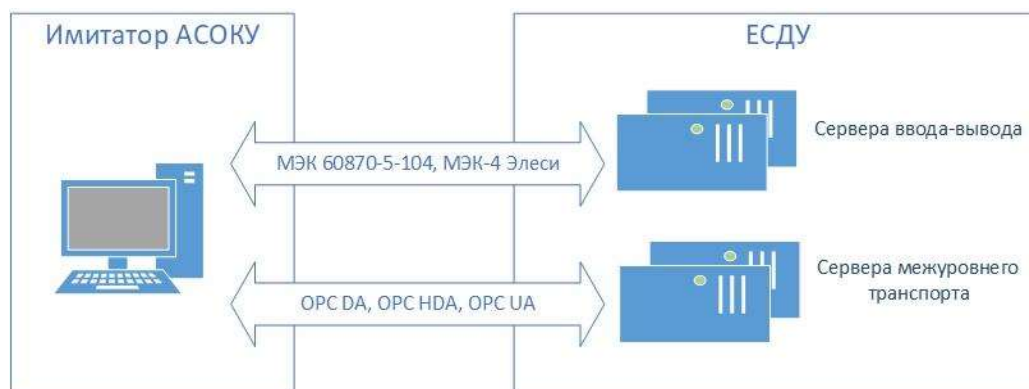 Имитатор АСОКУ
ЕСДУ
МЭК 60870-5-104, МЭК-4 Элеси
Сервера ввода-вывода
OPC DA, OPC HDA, OPC UA
Сервера межуровнего
транспорта